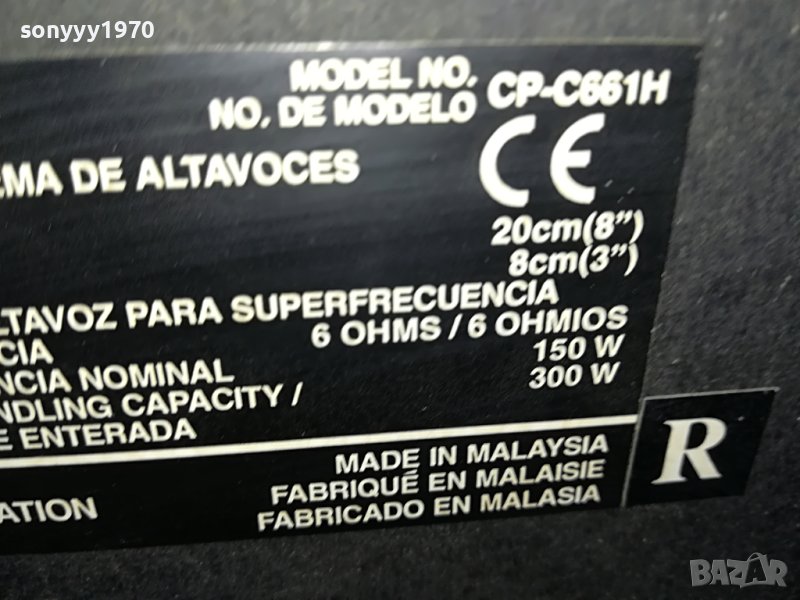 sonyyy1970
MODEL NO.
NO. DE MODELO CP-C661H
EMA DE ALTAVOCES
CE
20cm(8")
8cm(3")
LTAVOZ PARA SUPERFRECUENCIA
CIA 6 OHMS / 6 OHMIOS
NCIA NOMINAL 150 W
NDLING CAPACITY / 300 W
E ENTERADA
MADE IN MALAYSIA
FABRIQUÉ EN MALAISIE
ATION FABRICADO EN MALASIA
R
BAZAR